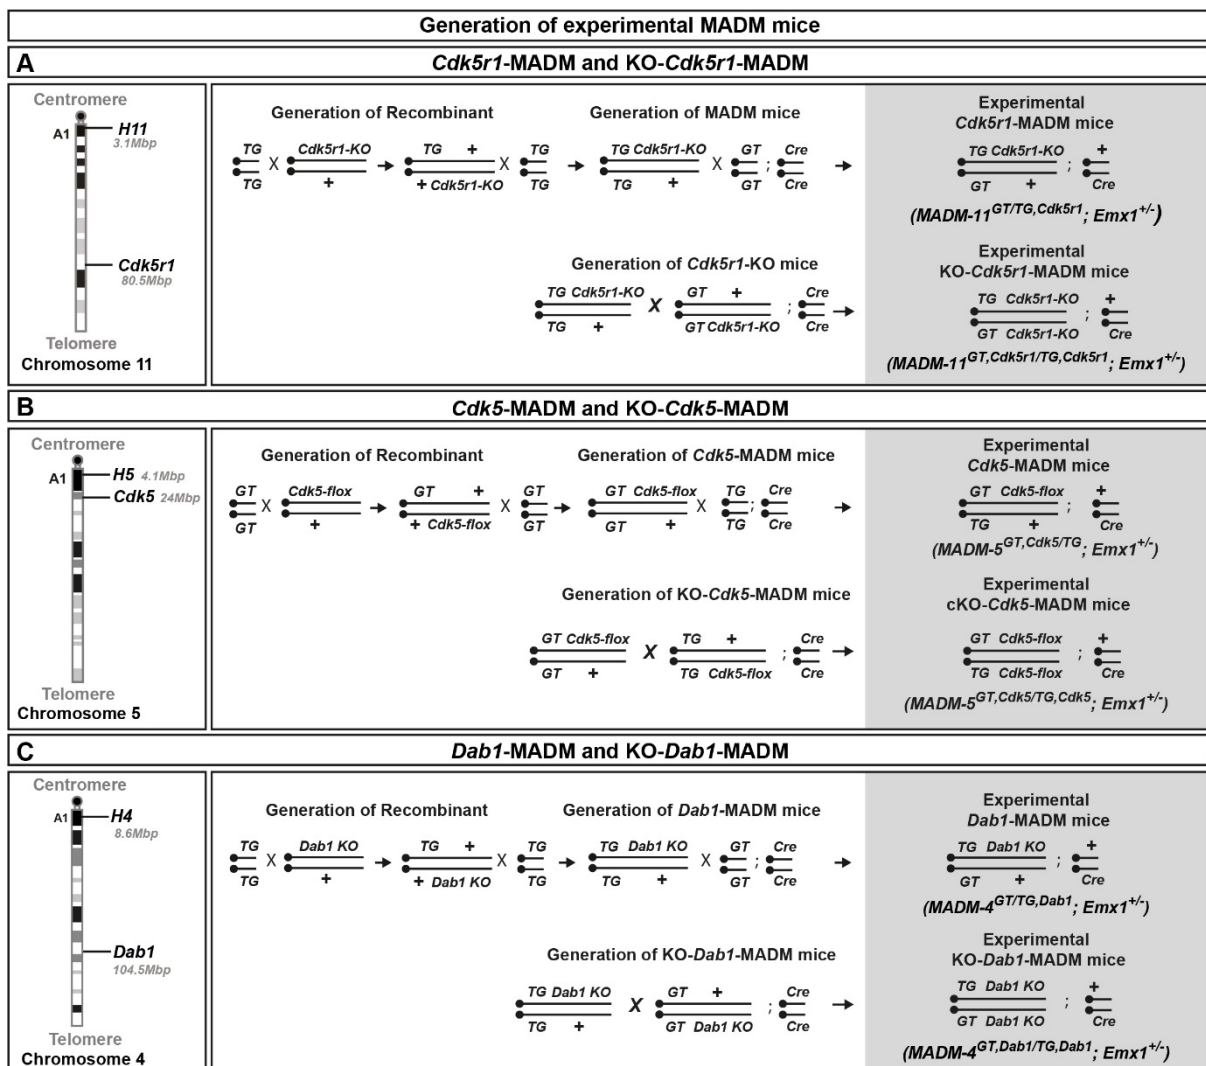 Generation of experimental MADM mice
A
Cdk5r1-MADM and KO-Cdk5r1-MADM
Centromere
A1
H11
3.1Mbp
Cdk5r1
80.5Mbp
Telomere
Chromosome 11
Generation of Recombinant
Generation of MADM mice
Experimental
Cdk5r1-MADM mice
TG X Cdk5r1-KO TG + X TG TG Cdk5r1-KO X GT ; Cre TG Cdk5r1-KO ; +
TG + + Cdk5r1-KO TG TG + GT Cre GT + Cre
(MADM-11GT/TG,Cdk5r1; Emx1+/-)
Generation of Cdk5r1-KO mice
Experimental
KO-Cdk5r1-MADM mice
TG Cdk5r1-KO X GT + ; Cre TG Cdk5r1-KO ; +
TG + GT Cdk5r1-KO Cre GT Cdk5r1-KO Cre
(MADM-11GT,Cdk5r1/TG,Cdk5r1; Emx1+/-)
B
Cdk5-MADM and KO-Cdk5-MADM
Centromere
A1
H5 4.1Mbp
Cdk5 24Mbp
Telomere
Chromosome 5
Generation of Recombinant
Generation of Cdk5-MADM mice
Experimental
Cdk5-MADM mice
GT X Cdk5-flox GT + X GT GT Cdk5-flox X TG ; Cre GT Cdk5-flox ; +
GT + + Cdk5-flox GT GT + TG Cre TG + Cre
(MADM-5GT,Cdk5/TG; Emx1+/-)
Generation of KO-Cdk5-MADM mice
Experimental
cKO-Cdk5-MADM mice
GT Cdk5-flox X TG + ; Cre GT Cdk5-flox ; +
GT + TG Cdk5-flox Cre TG Cdk5-flox Cre
(MADM-5GT,Cdk5/TG,Cdk5; Emx1+/-)
C
Dab1-MADM and KO-Dab1-MADM
Centromere
A1
H4
8.6Mbp
Dab1
104.5Mbp
Telomere
Chromosome 4
Generation of Recombinant
Generation of Dab1-MADM mice
Experimental
Dab1-MADM mice
TG X Dab1 KO TG + X TG TG Dab1 KO X GT ; Cre TG Dab1 KO ; +
TG + + Dab1 KO TG TG + GT Cre GT + Cre
(MADM-4GT/TG,Dab1; Emx1+/-)
Generation of KO-Dab1-MADM mice
Experimental
KO-Dab1-MADM mice
TG Dab1 KO X GT + ; Cre TG Dab1 KO ; +
TG + GT Dab1 KO Cre GT Dab1 KO Cre
(MADM-4GT,Dab1/TG,Dab1; Emx1+/-)